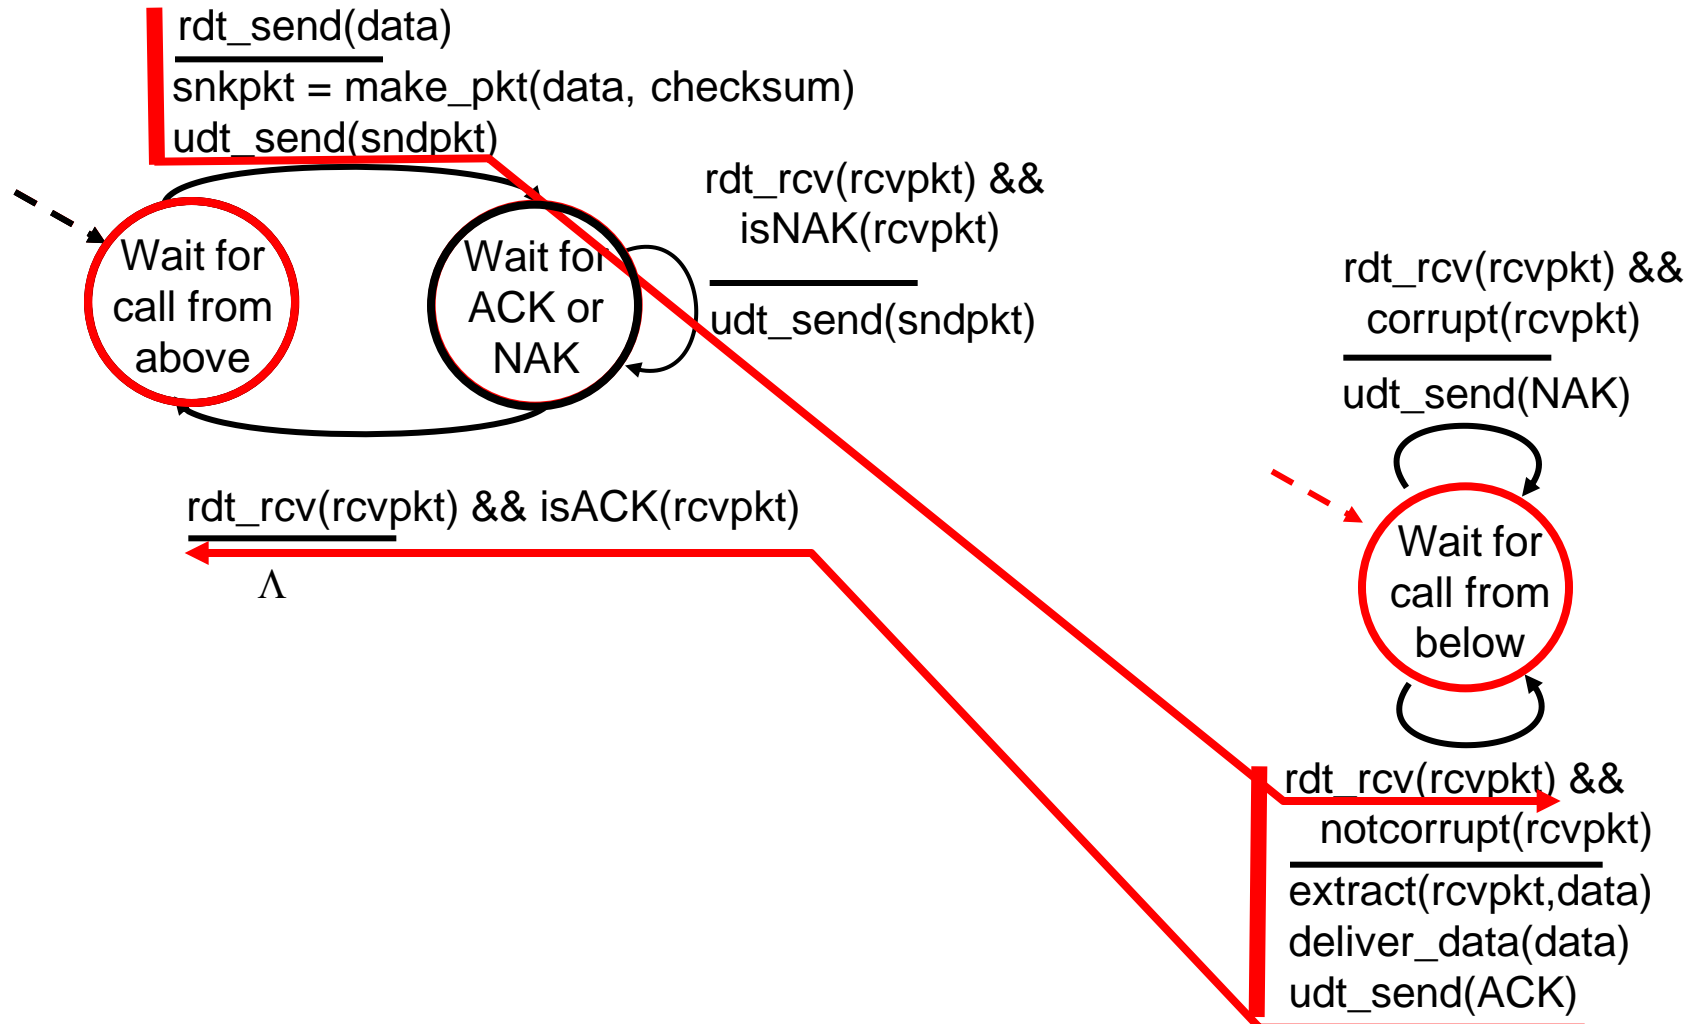 rdt_send(data)
snkpkt = make_pkt(data, checksum)
udt_send(sndpkt)
Wait for
call from
above
Wait for
ACK or
NAK
rdt_rcv(rcvpkt) &&
isNAK(rcvpkt)
udt_send(sndpkt)
rdt_rcv(rcvpkt) && isACK(rcvpkt)
Λ
rdt_rcv(rcvpkt) &&
corrupt(rcvpkt)
udt_send(NAK)
Wait for
call from
below
rdt_rcv(rcvpkt) &&
notcorrupt(rcvpkt)
extract(rcvpkt,data)
deliver_data(data)
udt_send(ACK)